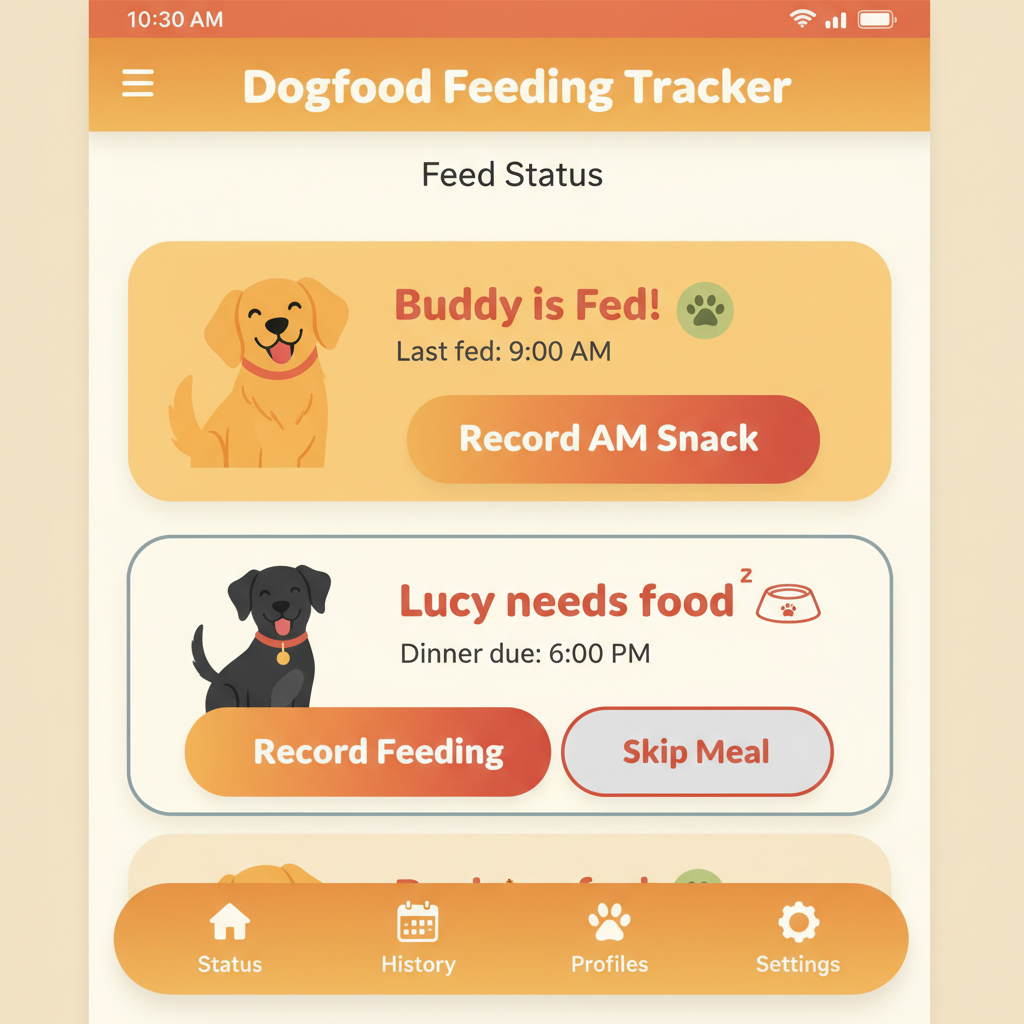 10:30 AM
Dogfood Feeding Tracker
Feed Status
Buddy is Fed!
Last fed: 9:00 AM
Record AM Snack
Lucy needs food z
Dinner due: 6:00 PM
Record Feeding
Skip Meal
Status
History
Profiles
Settings